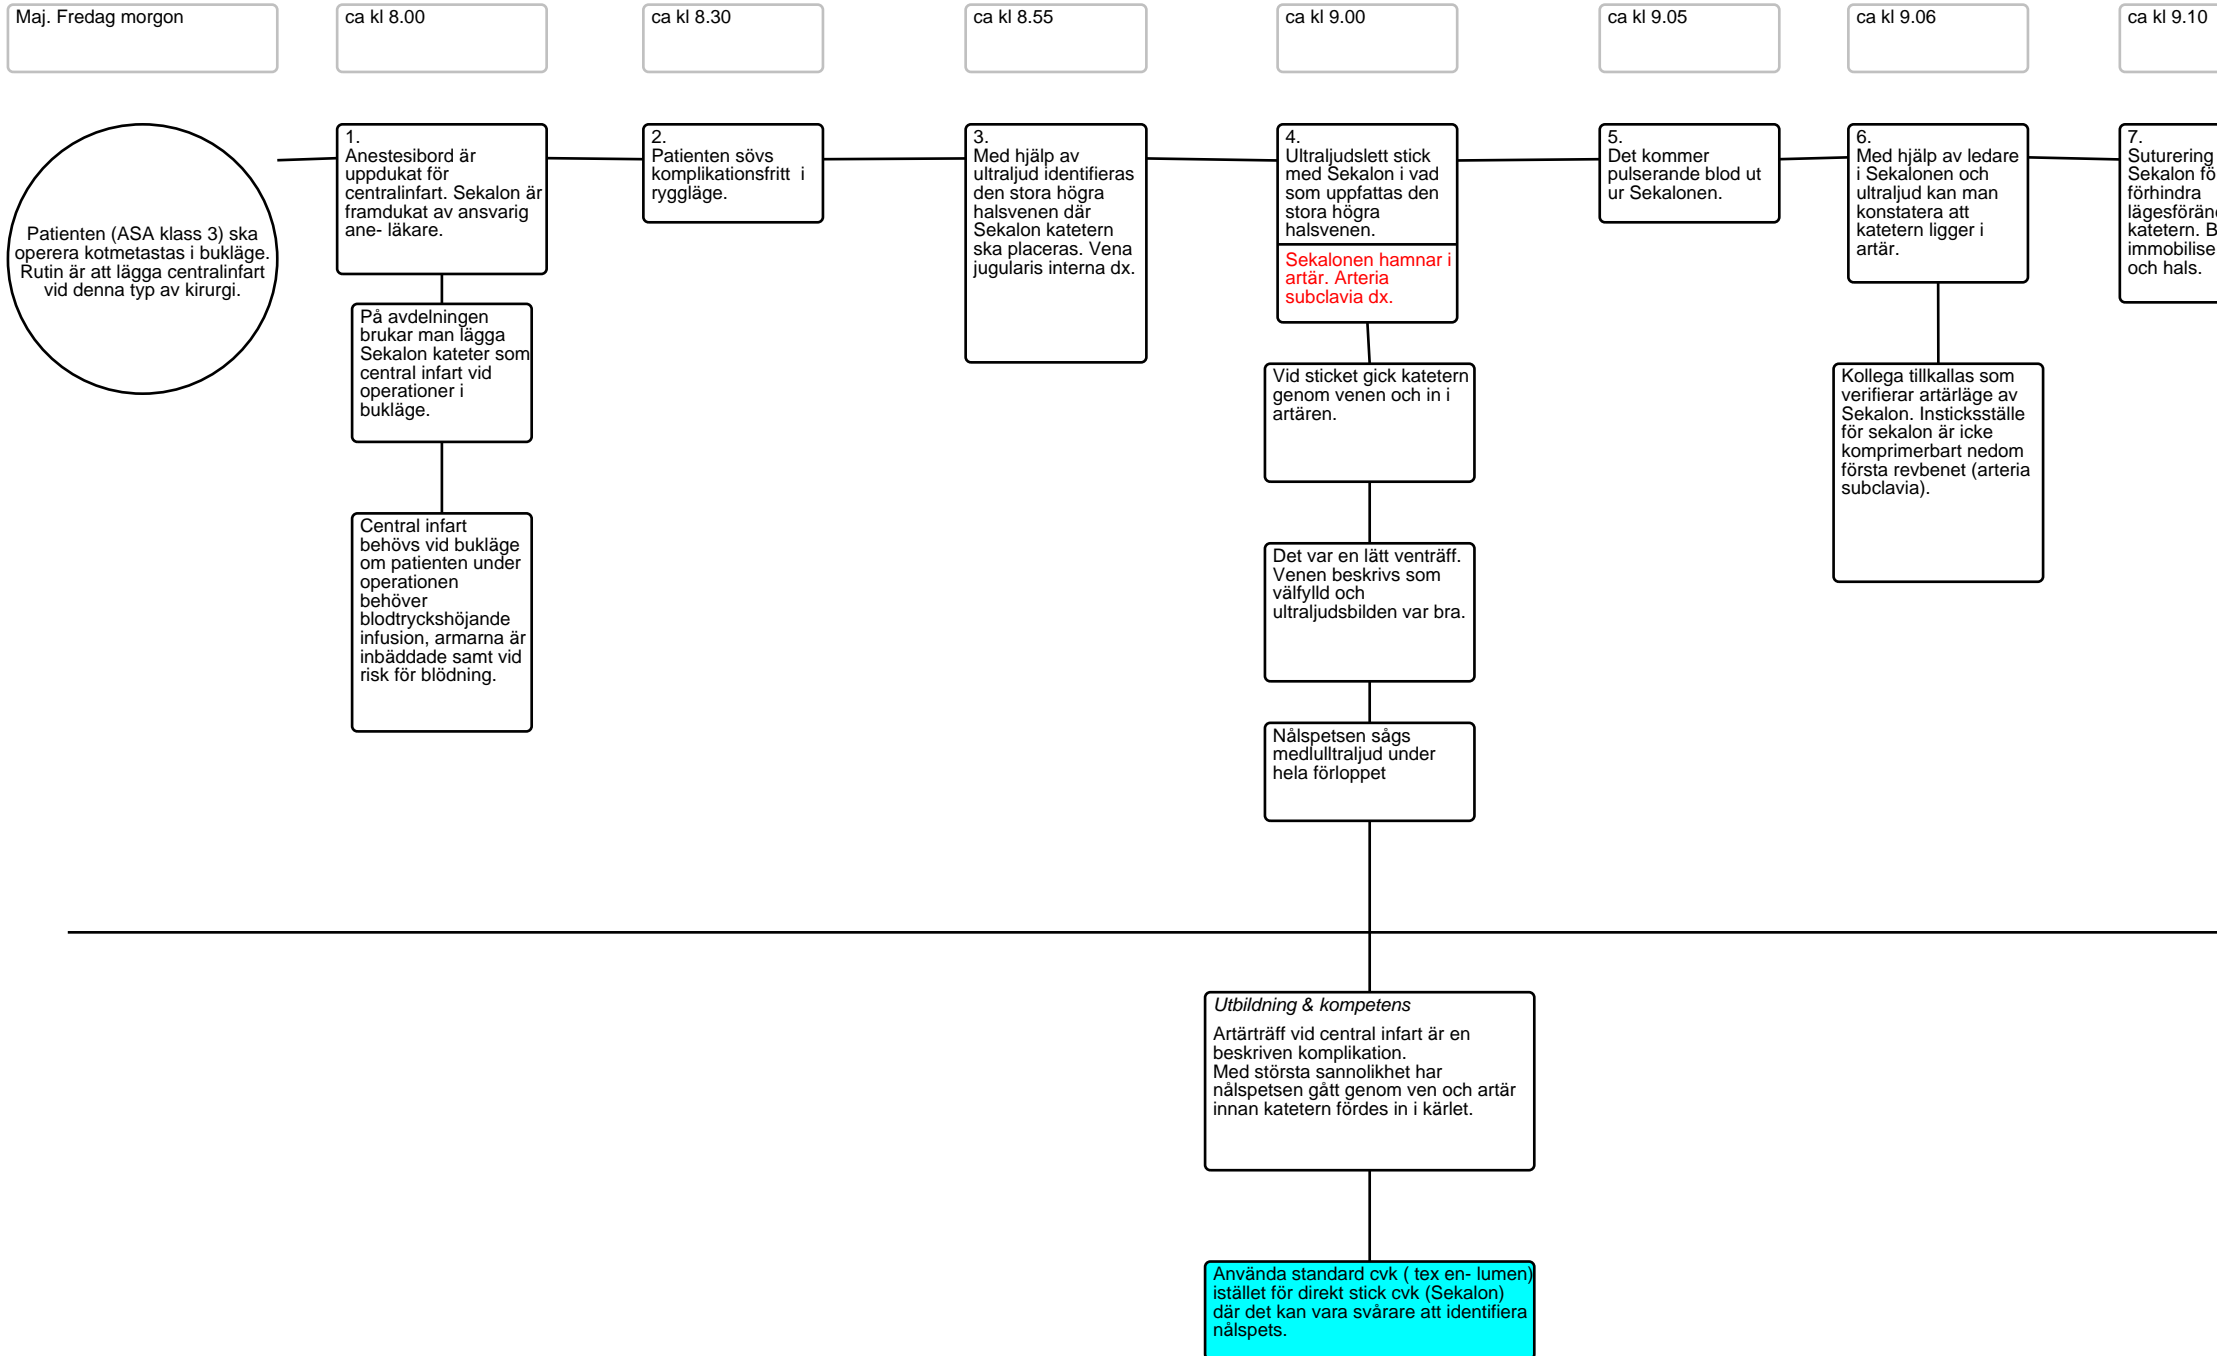 Maj. Fredag morgon
ca kl 8.00
ca kl 8.30
ca kl 8.55
ca kl 9.00
ca kl 9.05
ca kl 9.06
ca kl 9.10
Patienten (ASA klass 3) ska
operera kotmetastas i bukläge.
Rutin är att lägga centralinfart
vid denna typ av kirurgi.
1.
Anestesibord är
uppdukat för
centralinfart. Sekalon är
framdukat av ansvarig
ane- läkare.
På avdelningen
brukar man lägga
Sekalon kateter som
central infart vid
operationer i
bukläge.
Central infart
behövs vid bukläge
om patienten under
operationen
behöver
blodtryckshöjande
infusion, armarna är
inbäddade samt vid
risk för blödning.
2.
Patienten sövs
komplikationsfritt i
ryggläge.
3.
Med hjälp av
ultraljud identifieras
den stora högra
halsvenen där
Sekalon katetern
ska placeras. Vena
jugularis interna dx.
4.
Ultraljudslett stick
med Sekalon i vad
som uppfattas den
stora högra
halsvenen.
Sekalonen hamnar i
artär. Arteria
subclavia dx.
Vid sticket gick katetern
genom venen och in i
artären.
Det var en lätt venträff.
Venen beskrivs som
välfylld och
ultraljudsbilden var bra.
Nålspetsen sågs
medlulltraljud under
hela förloppet
Utbildning & kompetens
Artärträff vid central infart är en
beskriven komplikation.
Med största sannolikhet har
nålspetsen gått genom ven och artär
innan katetern fördes in i kärlet.
Använda standard cvk ( tex en- lumen)
istället för direkt stick cvk (Sekalon)
där det kan vara svårare att identifiera
nålspets.
5.
Det kommer
pulserande blod ut
ur Sekalonen.
6.
Med hjälp av ledare
i Sekalonen och
ultraljud kan man
konstatera att
katetern ligger i
artär.
Kollega tillkallas som
verifierar artärläge av
Sekalon. Insticksställe
för sekalon är icke
komprimerbart nedom
första revbenet (arteria
subclavia).
7.
Suturering
Sekalon fö
förhindra
lägesförän
katetern. B
immobilise
och hals.